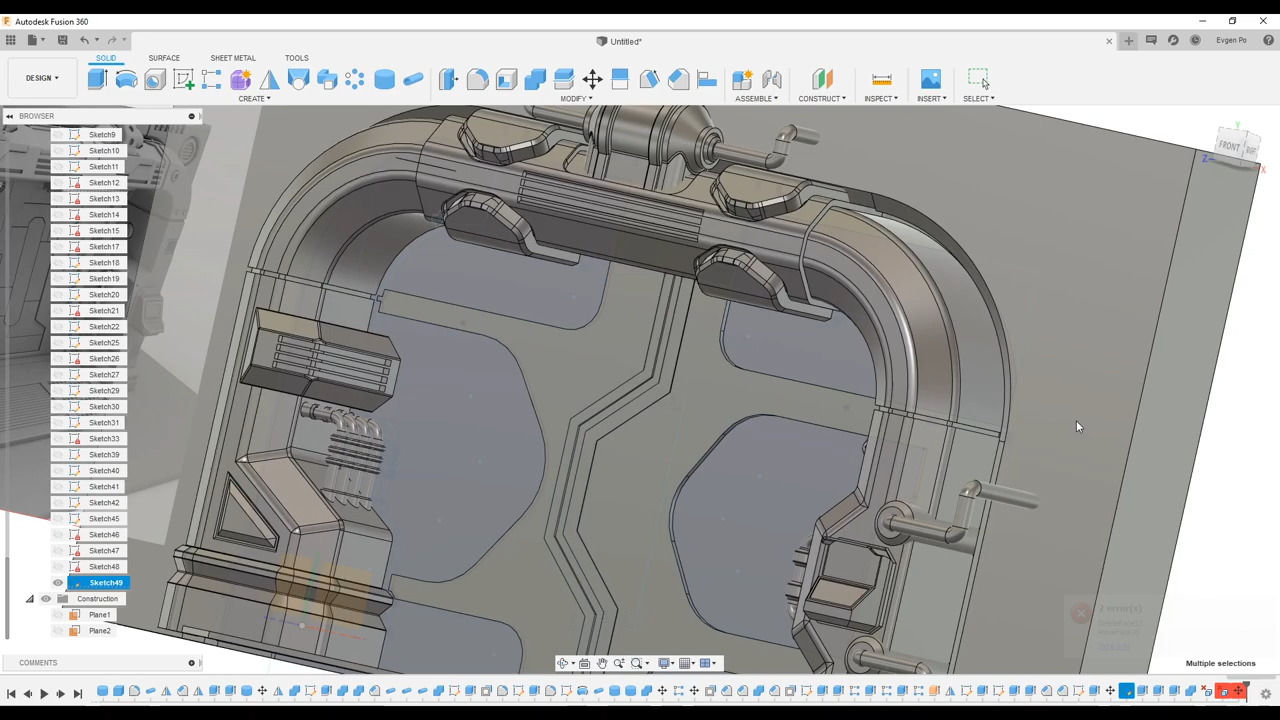 Autodesk Fusion 360
Untitled*
Evgen Po
DESIGN
SOLID
SURFACE
SHEET METAL
TOOLS
CREATE
MODIFY
ASSEMBLE
CONSTRUCT
INSPECT
INSERT
SELECT
BROWSER
Sketch9
Sketch10
Sketch11
Sketch12
Sketch13
Sketch14
Sketch15
Sketch17
Sketch18
Sketch19
Sketch20
Sketch21
Sketch22
Sketch25
Sketch26
Sketch27
Sketch29
Sketch30
Sketch31
Sketch33
Sketch39
Sketch40
Sketch41
Sketch42
Sketch45
Sketch46
Sketch47
Sketch48
Sketch49
Construction
Plane1
Plane2
COMMENTS
Y
FRONT
Z
X
2 error(s)
Multiple selections